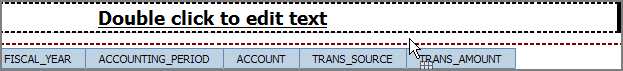 Double click to edit text
FISCAL_YEAR ACCOUNTING_PERIOD ACCOUNT TRANS_SOURCE TRANS_AMOUNT